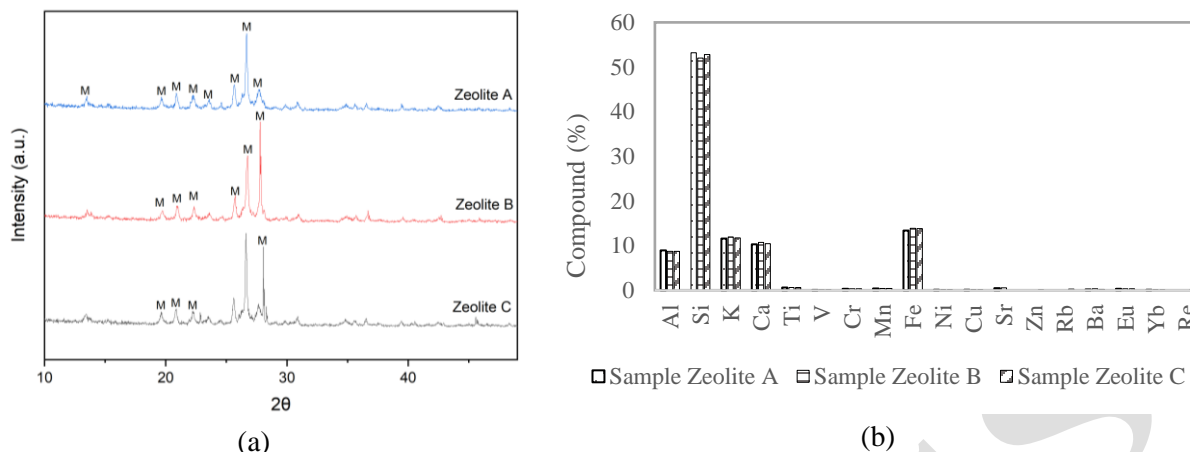 M
M M M M M M M
Zeolite A
M
M M M M M
Zeolite B
M
M M M
Zeolite C
Intensity (a.u.)
10 20 30 40
2θ
(a)
60
50
40
30
20
10
0
Compound (%)
Al Si K Ca Ti V Cr Mn Fe Ni Cu Sr Zn Rb Ba Eu Yb Re
Sample Zeolite A Sample Zeolite B Sample Zeolite C
(b)